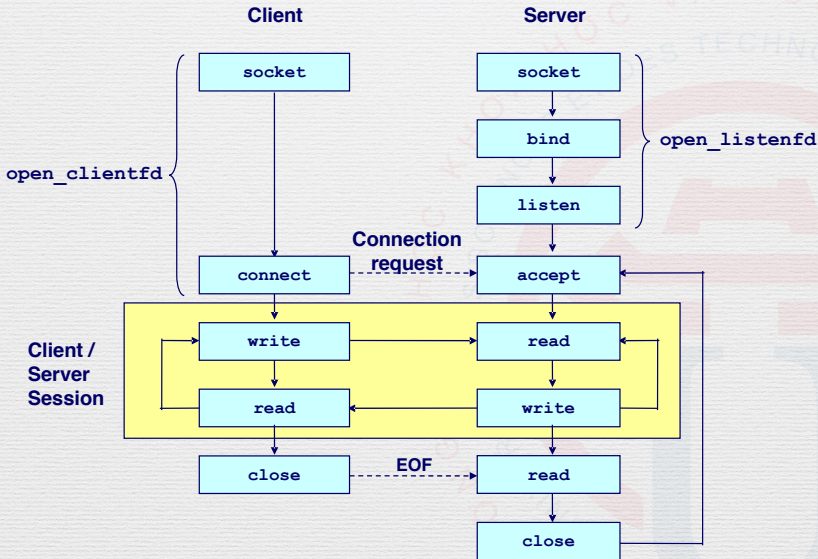 Client
Server
socket
socket
bind
open_listenfd
open_clientfd
listen
Connection
request
connect
accept
Client /
Server
Session
write
read
read
write
close
EOF
read
close